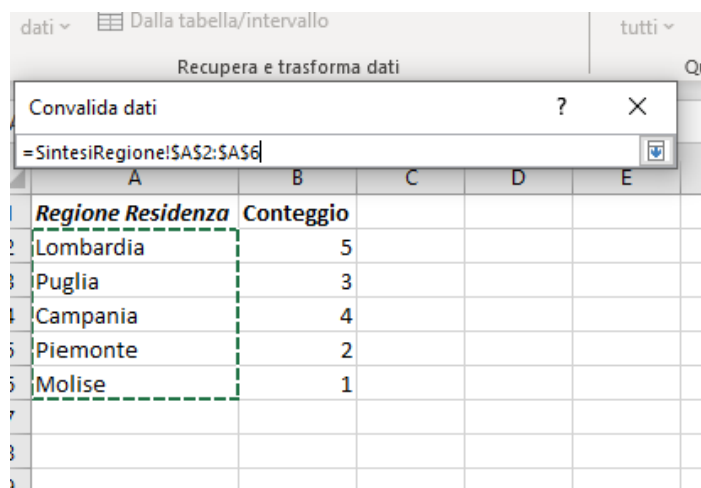 dati
Dalla tabella/intervallo
tutti
Recupera e trasforma dati
Convalida dati ?
=SintesiRegione!$A$2:$A$6
A B C D E
Regione Residenza Conteggio
Lombardia 5
Puglia 3
Campania 4
Piemonte 2
Molise 1